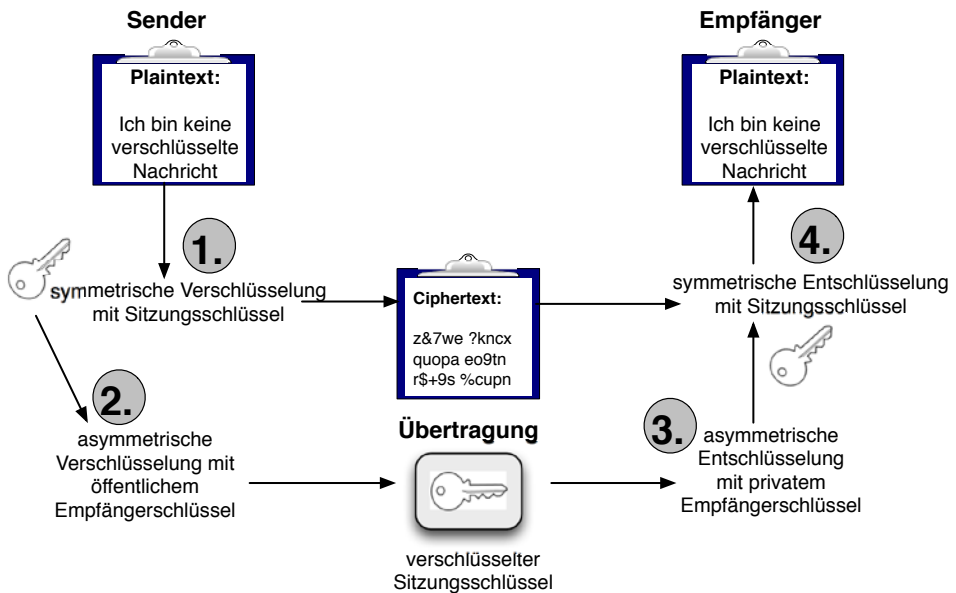 Sender
Plaintext:
Ich bin keine
verschlüsselte
Nachricht
1.
symmetrische Verschlüsselung
mit Sitzungsschlüssel
2.
asymmetrische
Verschlüsselung mit
öffentlichem
Empfängerschlüssel
Ciphertext:
z&7we ?kncx
quopa eo9tn
r$+9s %cupn
Übertragung
verschlüsselter
Sitzungsschlüssel
Empfänger
Plaintext:
Ich bin keine
verschlüsselte
Nachricht
4.
symmetrische Entschlüsselung
mit Sitzungsschlüssel
3.
asymmetrische
Entschlüsselung
mit privatem
Empfängerschlüssel